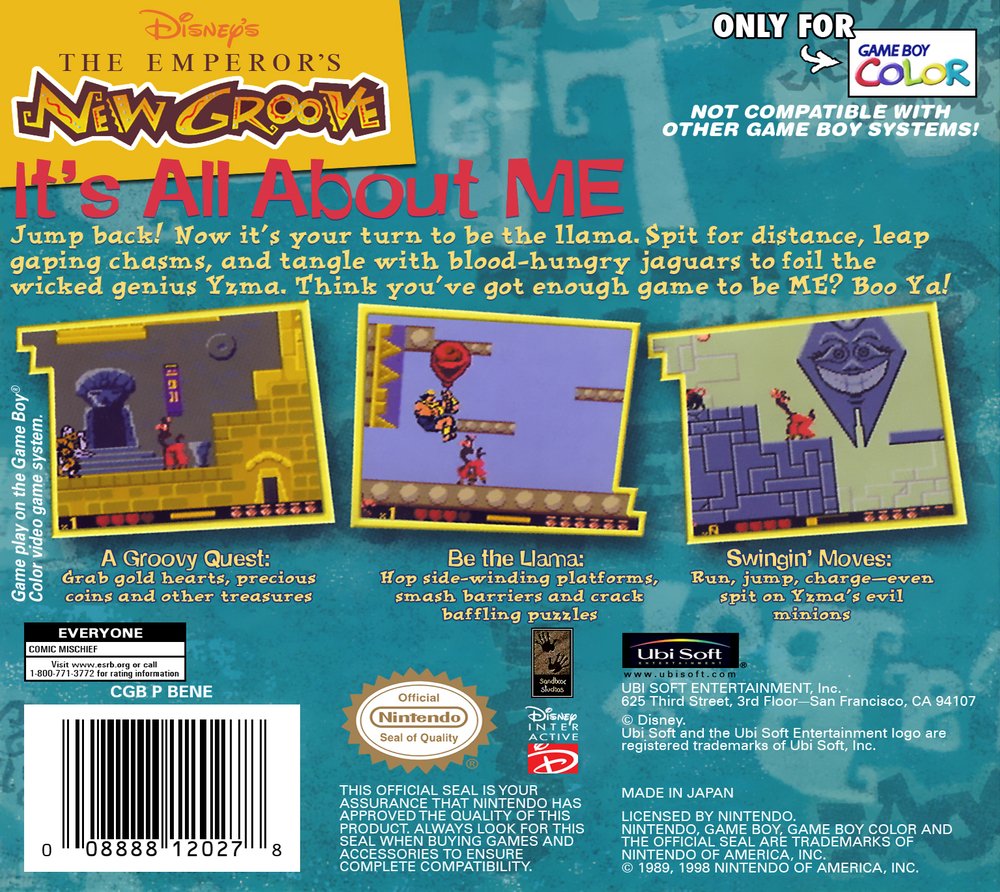 Disney's
THE EMPEROR'S
NEW GROOVE
ONLY FOR
GAME BOY
COLOR
NOT COMPATIBLE WITH
OTHER GAME BOY SYSTEMS!
It's All About ME
Jump back! Now it's your turn to be the llama. Spit for distance, leap
gaping chasms, and tangle with blood-hungry jaguars to foil the
wicked genius Yzma. Think you've got enough game to be ME? Boo Ya!
Game play on the Game Boy®
Color video game system.
x1
x1
A Groovy Quest:
Grab gold hearts, precious
coins and other treasures
Be the Llama:
Hop side-winding platforms,
smash barriers and crack
baffling puzzles
Swingin' Moves:
Run, jump, charge—even
spit on Yzma's evil
minions
EVERYONE
COMIC MISCHIEF
Visit www.esrb.org or call
1-800-771-3772 for rating information
CGB P BENE
0 08888 12027 8
Official
Nintendo
Seal of Quality
®
THIS OFFICIAL SEAL IS YOUR
ASSURANCE THAT NINTENDO HAS
APPROVED THE QUALITY OF THIS
PRODUCT. ALWAYS LOOK FOR THIS
SEAL WHEN BUYING GAMES AND
ACCESSORIES TO ENSURE
COMPLETE COMPATIBILITY.
Sandbox
Studios
Disney
INTER
ACTIVE
Ubi Soft
ENTERTAINMENT
®
www.ubisoft.com
UBI SOFT ENTERTAINMENT, Inc.
625 Third Street, 3rd Floor—San Francisco, CA 94107
© Disney.
Ubi Soft and the Ubi Soft Entertainment logo are
registered trademarks of Ubi Soft, Inc.
MADE IN JAPAN
LICENSED BY NINTENDO.
NINTENDO, GAME BOY, GAME BOY COLOR AND
THE OFFICIAL SEAL ARE TRADEMARKS OF
NINTENDO OF AMERICA, INC.
© 1989, 1998 NINTENDO OF AMERICA, INC.